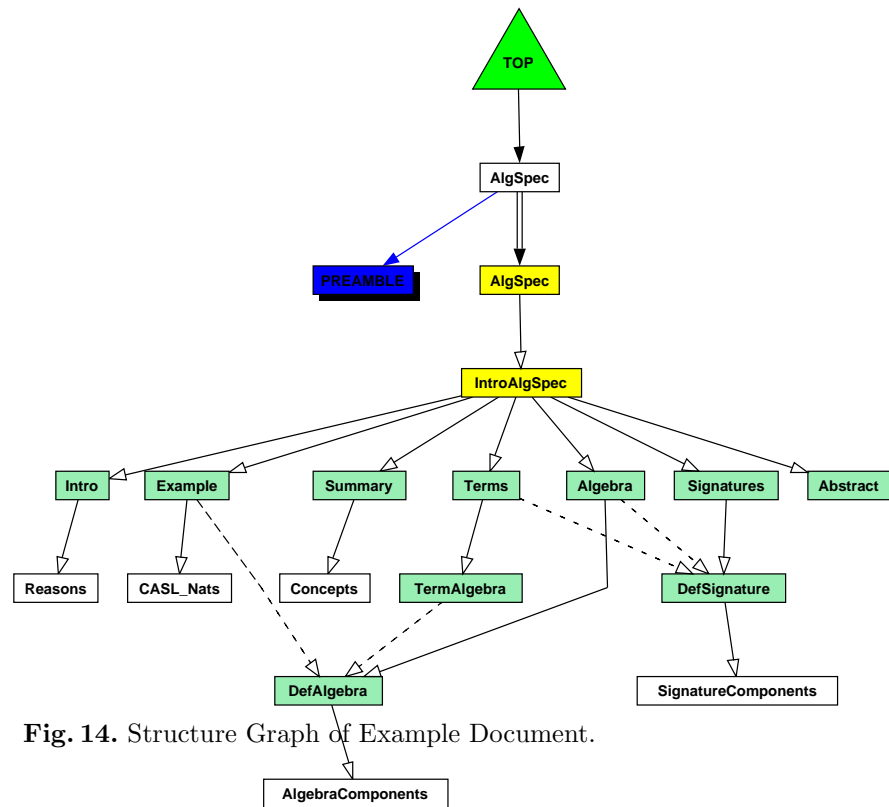 TOP
AlgSpec
PREAMBLE
AlgSpec
IntroAlgSpec
Intro
Example
Summary
Terms
Algebra
Signatures
Abstract
Reasons
CASL_Nats
Concepts
TermAlgebra
DefSignature
DefAlgebra
SignatureComponents
Fig. 14. Structure Graph of Example Document.
AlgebraComponents